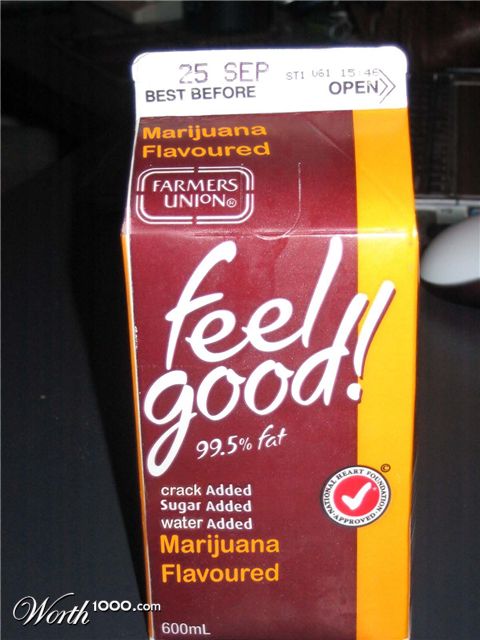 25 SEP ST1 V61 15:46
BEST BEFORE OPEN
Marijuana
Flavoured
FARMERS
UNION®
feel
good!
99.5% fat
crack Added
Sugar Added
water Added
NATIONAL HEART FOUNDATION
APPROVED
©
Marijuana
Flavoured
600mL
Worth1000.com